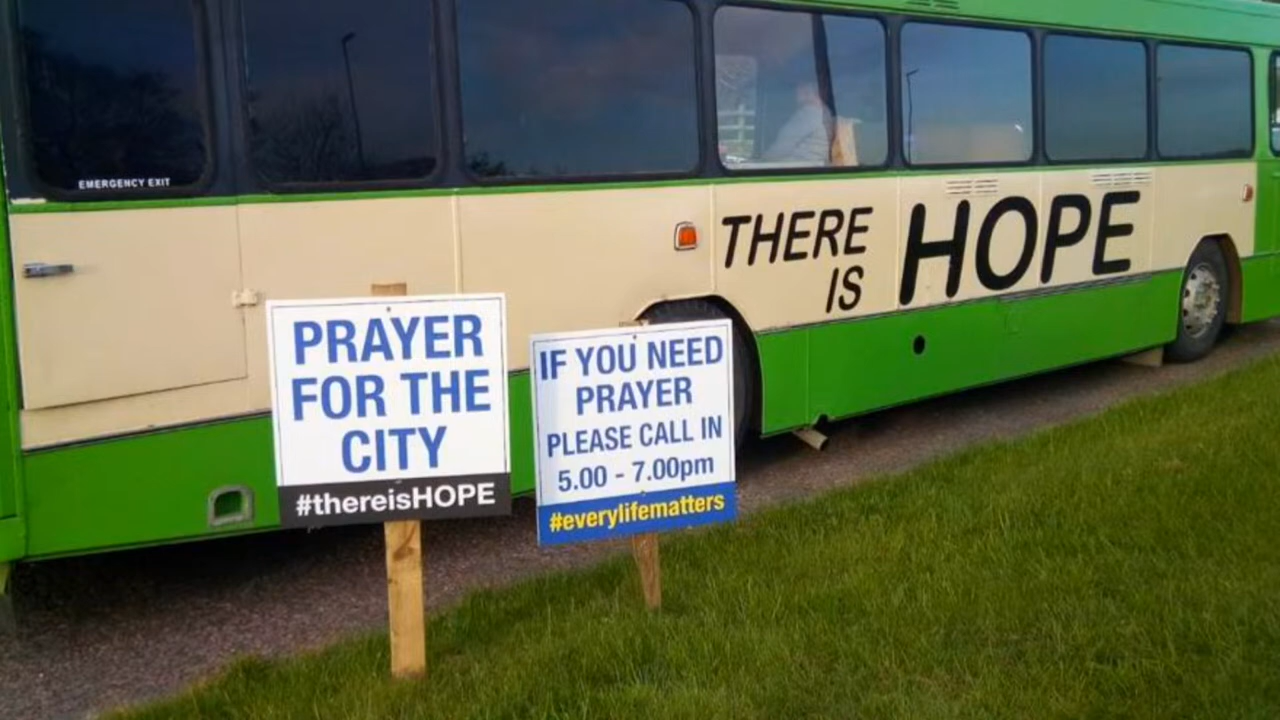 EMERGENCY EXIT
THERE
IS
HOPE
PRAYER
FOR THE
CITY
#thereisHOPE
IF YOU NEED
PRAYER
PLEASE CALL IN
5.00 - 7.00pm
#everylifematters